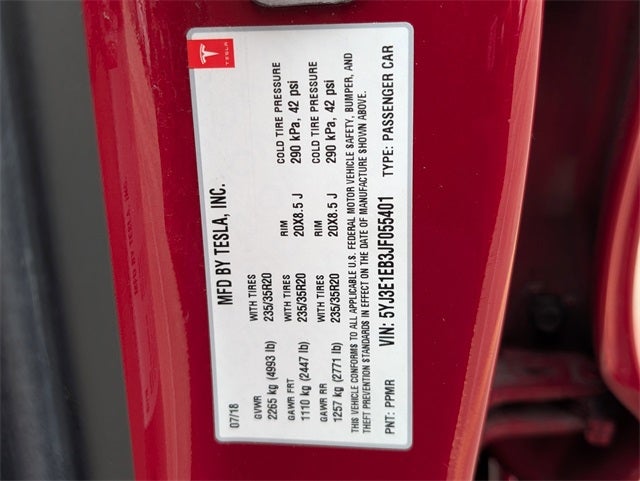 TESLA
MFD BY TESLA, INC.
07/18
GVWR WITH TIRES RIM COLD TIRE PRESSURE
2265 kg (4993 lb) 235/35R20 20X8.5 J 290 kPa, 42 psi
GAWR FRT WITH TIRES RIM COLD TIRE PRESSURE
1110 kg (2447 lb) 235/35R20 20X8.5 J 290 kPa, 42 psi
GAWR RR WITH TIRES
1257 kg (2771 lb) 235/35R20
THIS VEHICLE CONFORMS TO ALL APPLICABLE U.S. FEDERAL MOTOR VEHICLE SAFETY, BUMPER, AND
THEFT PREVENTION STANDARDS IN EFFECT ON THE DATE OF MANUFACTURE SHOWN ABOVE.
PNT: PPMR VIN: 5YJ3E1EB3JF055401 TYPE: PASSENGER CAR